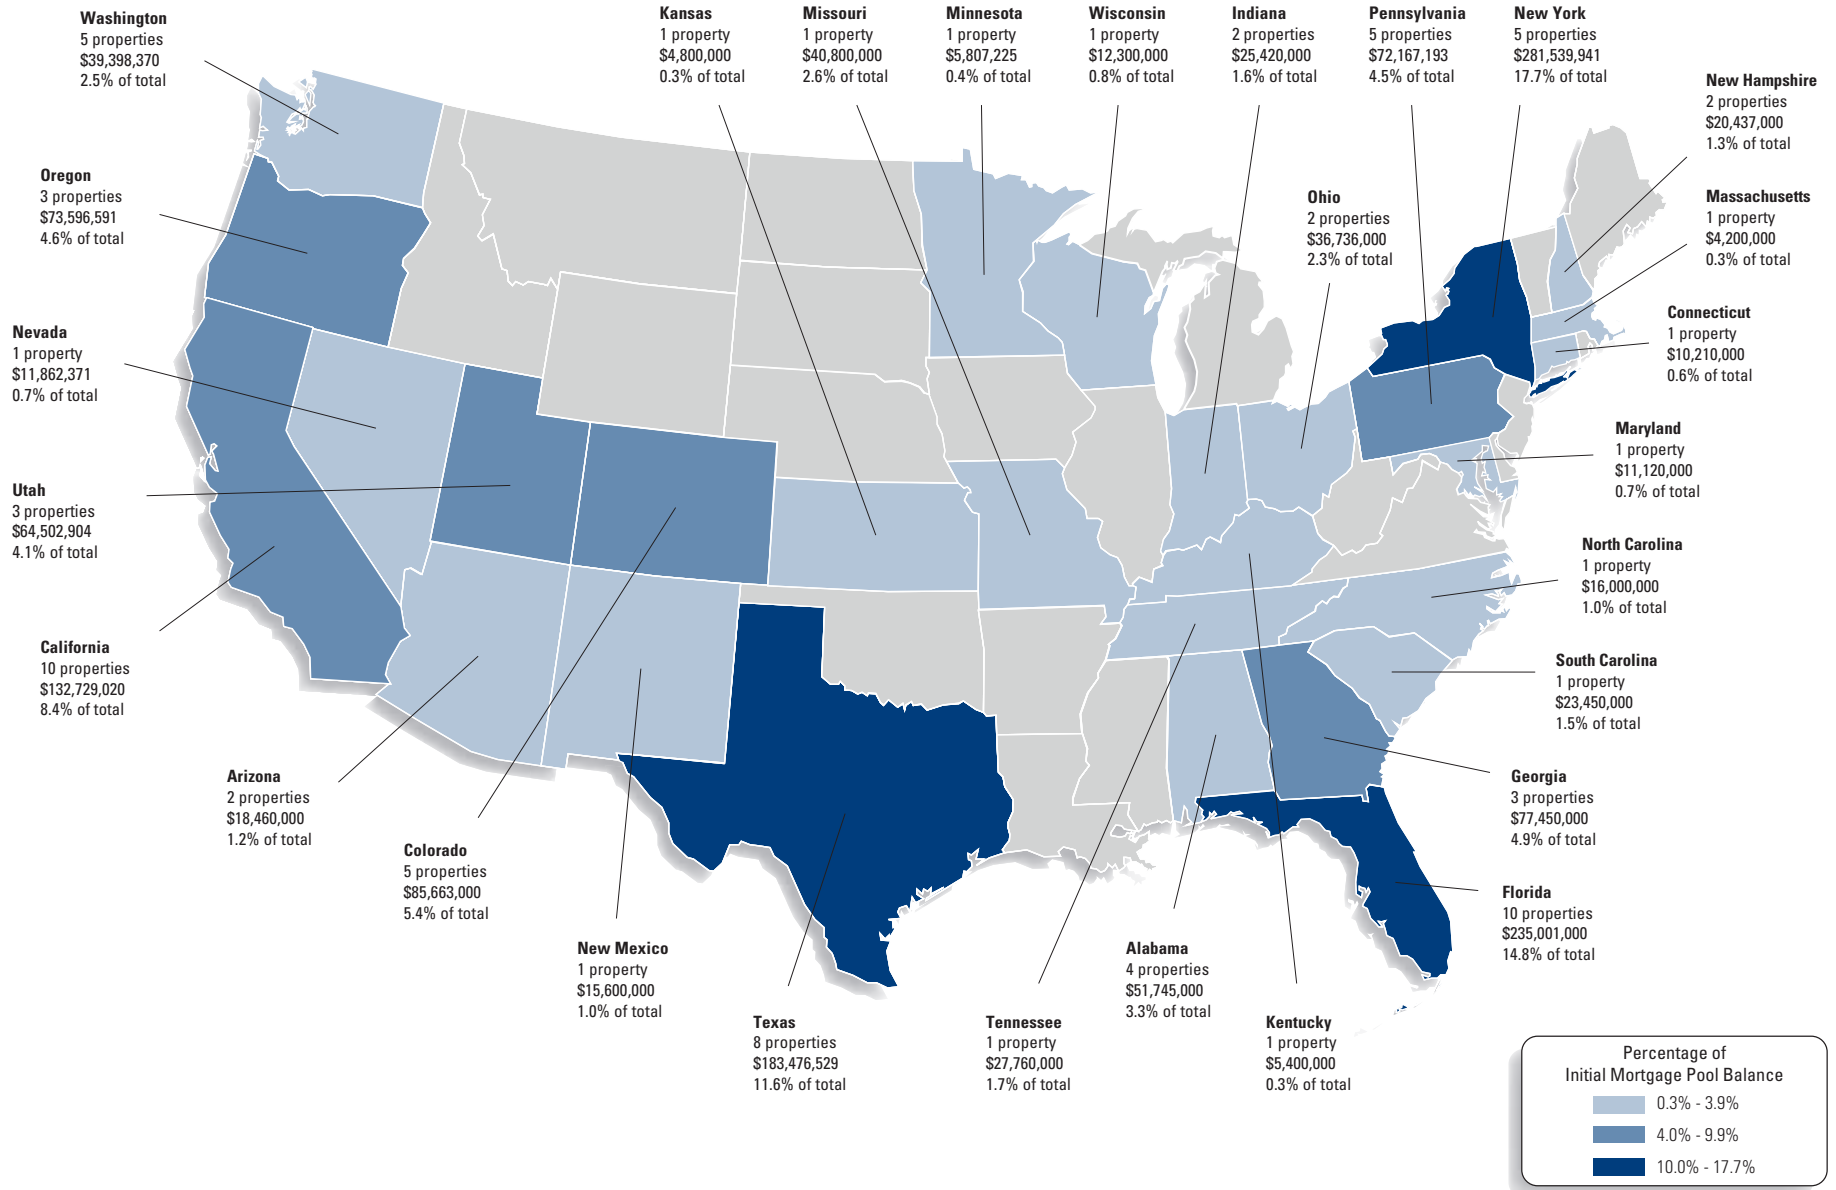 Washington
5 properties
$39,398,370
2.5% of total
Kansas
1 property
$4,800,000
0.3% of total
Missouri
1 property
$40,800,000
2.6% of total
Minnesota
1 property
$5,807,225
0.4% of total
Wisconsin
1 property
$12,300,000
0.8% of total
Indiana
2 properties
$25,420,000
1.6% of total
Pennsylvania
5 properties
$72,167,193
4.5% of total
New York
5 properties
$281,539,941
17.7% of total
New Hampshire
2 properties
$20,437,000
1.3% of total
Oregon
3 properties
$73,596,591
4.6% of total
Ohio
2 properties
$36,736,000
2.3% of total
Massachusetts
1 property
$4,200,000
0.3% of total
Nevada
1 property
$11,862,371
0.7% of total
Connecticut
1 property
$10,210,000
0.6% of total
Maryland
1 property
$11,120,000
0.7% of total
Utah
3 properties
$64,502,904
4.1% of total
North Carolina
1 property
$16,000,000
1.0% of total
California
10 properties
$132,729,020
8.4% of total
South Carolina
1 property
$23,450,000
1.5% of total
Arizona
2 properties
$18,460,000
1.2% of total
Georgia
3 properties
$77,450,000
4.9% of total
Colorado
5 properties
$85,663,000
5.4% of total
Florida
10 properties
$235,001,000
14.8% of total
New Mexico
1 property
$15,600,000
1.0% of total
Alabama
4 properties
$51,745,000
3.3% of total
Texas
8 properties
$183,476,529
11.6% of total
Tennessee
1 property
$27,760,000
1.7% of total
Kentucky
1 property
$5,400,000
0.3% of total
Percentage of
Initial Mortgage Pool Balance
0.3% - 3.9%
4.0% - 9.9%
10.0% - 17.7%